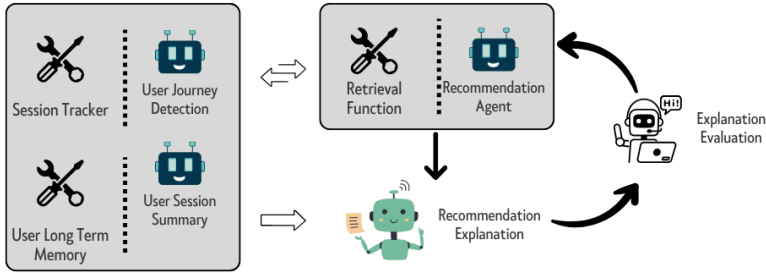 Session Tracker
User Journey
Detection
User Long Term
Memory
User Session
Summary
Retrieval
Function
Recommendation
Agent
Recommendation
Explanation
Hi!
Explanation
Evaluation